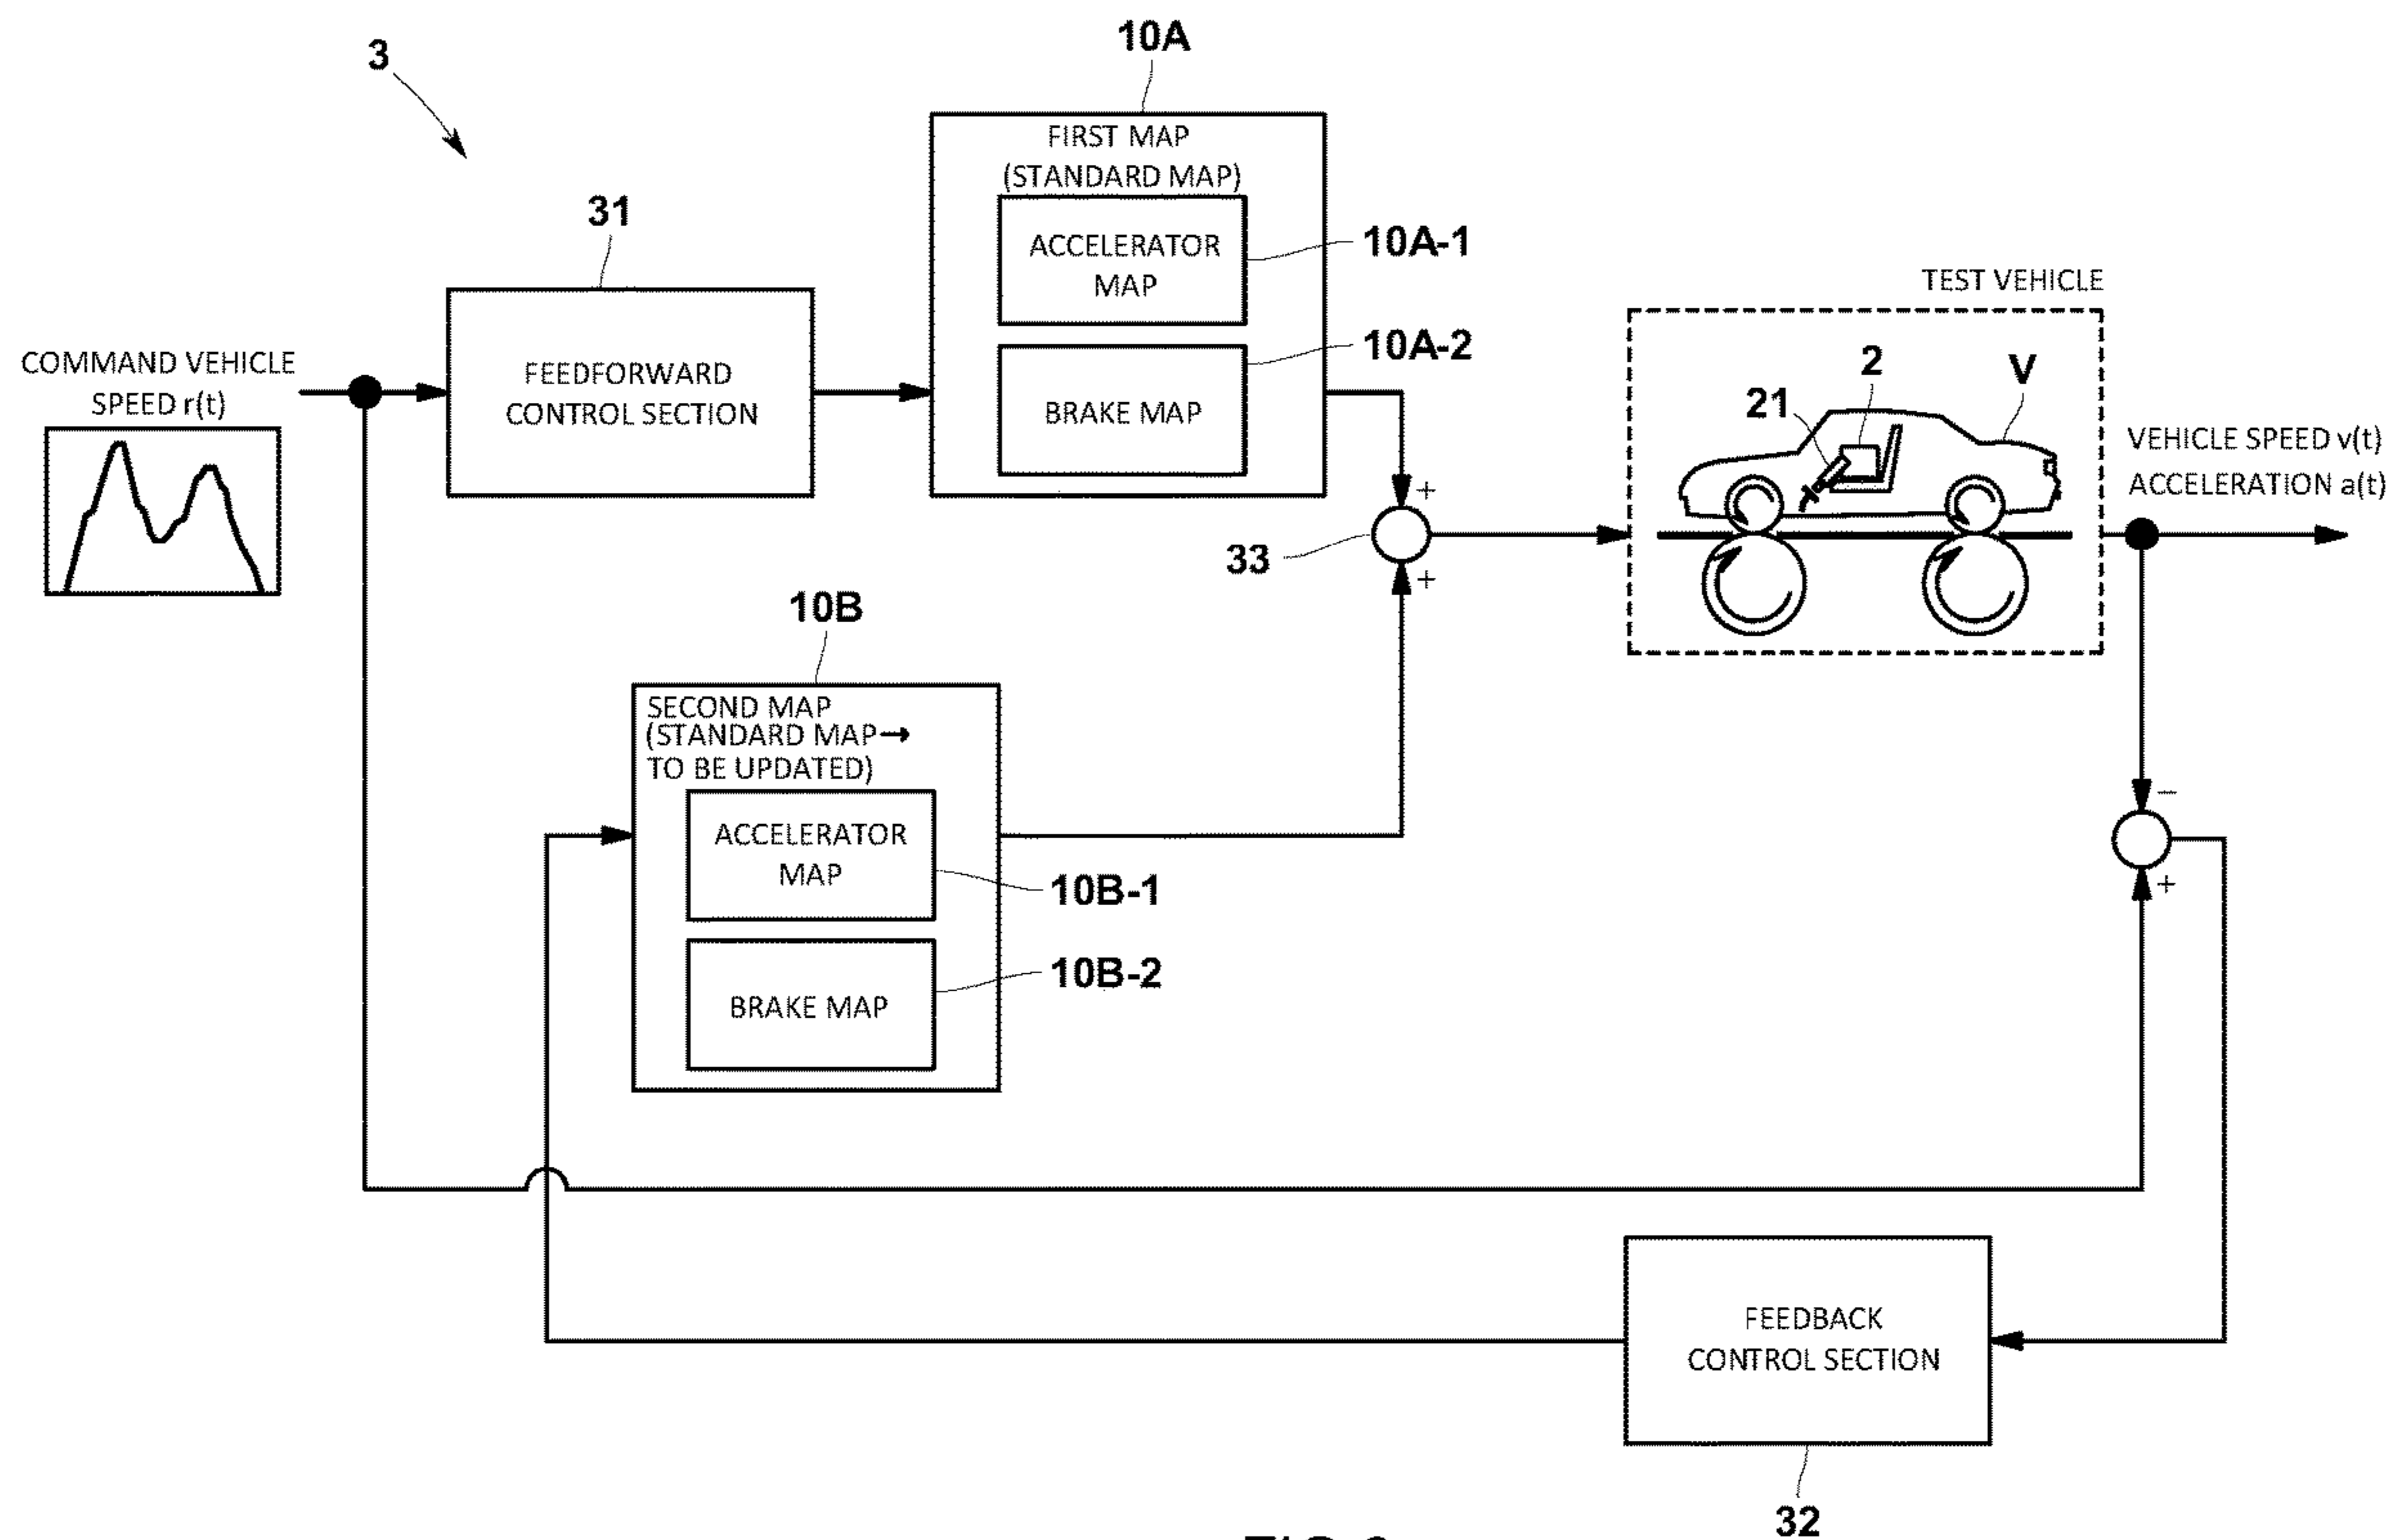 3
10A
FIRST MAP
(STANDARD MAP)
31
ACCELERATOR
MAP
10A-1
10A-2
BRAKE MAP
COMMAND VEHICLE
SPEED r(t)
FEEDFORWARD
CONTROL SECTION
TEST VEHICLE
2
V
21
VEHICLE SPEED v(t)
ACCELERATION a(t)
+
33
+
10B
SECOND MAP
(STANDARD MAP→
TO BE UPDATED)
ACCELERATOR
MAP
10B-1
10B-2
BRAKE MAP
−
+
FEEDBACK
CONTROL SECTION
32